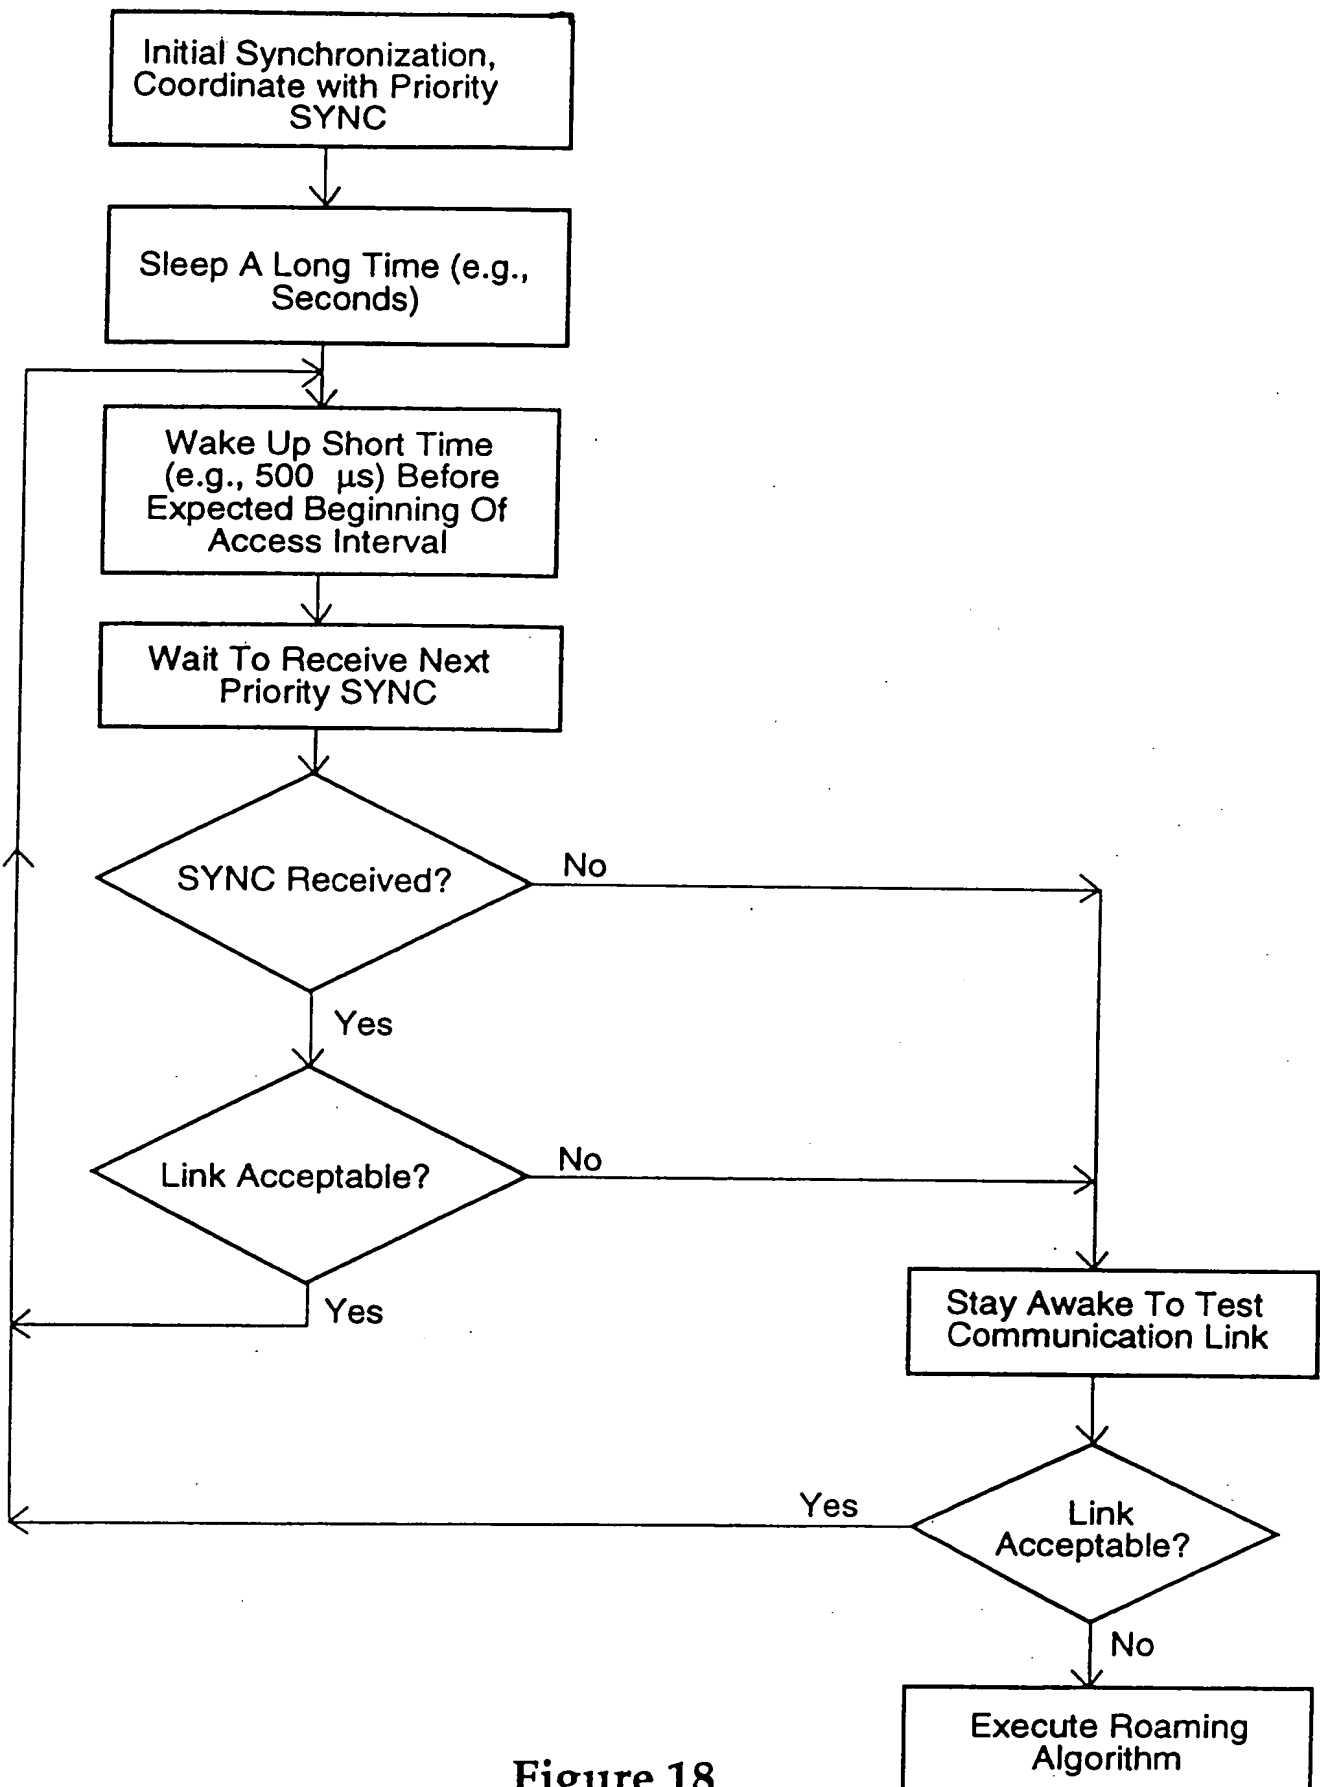 Initial Synchronization,
Coordinate with Priority
SYNC
Sleep A Long Time (e.g.,
Seconds)
Wake Up Short Time
(e.g., 500 µs) Before
Expected Beginning Of
Access Interval
Wait To Receive Next
Priority SYNC
SYNC Received?
No
Yes
Link Acceptable?
No
Yes
Stay Awake To Test
Communication Link
Link
Acceptable?
Yes
No
Execute Roaming
Algorithm
Figure 18